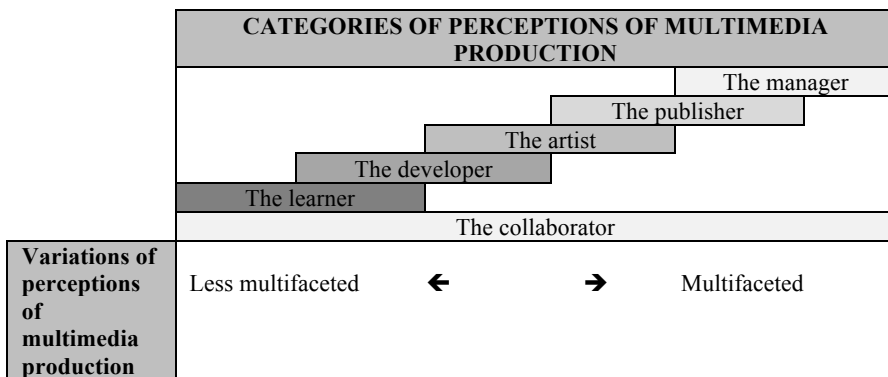 CATEGORIES OF PERCEPTIONS OF MULTIMEDIA
PRODUCTION
The manager
The publisher
The artist
The developer
The learner
The collaborator
Variations of
perceptions
of
multimedia
production
Less multifaceted ← → Multifaceted